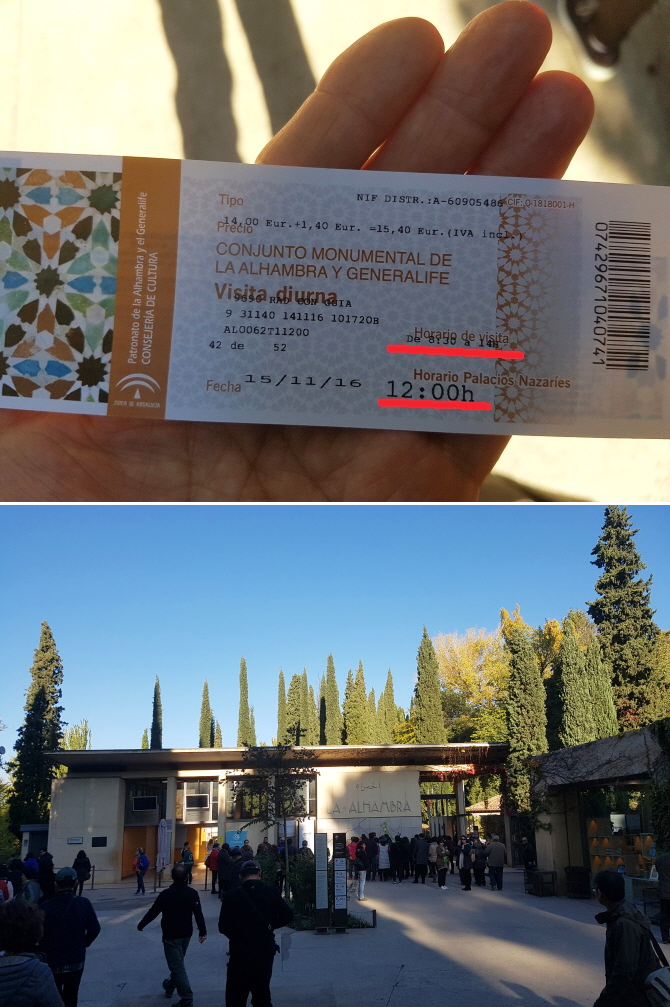 Patronato de la Alhambra y el Generalife
CONSEJERÍA DE CULTURA
JUNTA DE ANDALUCIA
Tipo
NIF DISTR.:A-60905486
CIF: Q-1818001-H
14,00 Eur.+1,40 Eur. =15,40 Eur.(IVA incl.)
Precio
CONJUNTO MONUMENTAL DE
LA ALHAMBRA Y GENERALIFE
Visita diurna
9 31140 141116 101720H
AL0062T11200
42 de 52
Horario de visita
De 8:30 a 14h
Horario Palacios Nazaríes
12:00h
Fecha
15/11/16
074296710407​41
LA ALHAMBRA